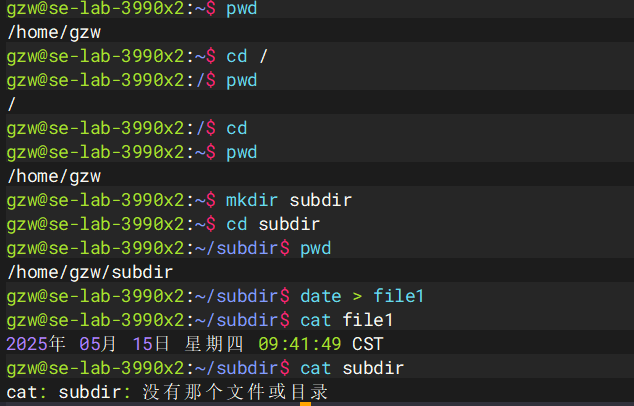 gzw@se-lab-3990x2:~$ pwd
/home/gzw
gzw@se-lab-3990x2:~$ cd /
gzw@se-lab-3990x2:/$ pwd
/
gzw@se-lab-3990x2:/$ cd
gzw@se-lab-3990x2:~$ pwd
/home/gzw
gzw@se-lab-3990x2:~$ mkdir subdir
gzw@se-lab-3990x2:~$ cd subdir
gzw@se-lab-3990x2:~/subdir$ pwd
/home/gzw/subdir
gzw@se-lab-3990x2:~/subdir$ date > file1
gzw@se-lab-3990x2:~/subdir$ cat file1
2025年 05月 15日 星期四 09:41:49 CST
gzw@se-lab-3990x2:~/subdir$ cat subdir
cat: subdir: 没有那个文件或目录